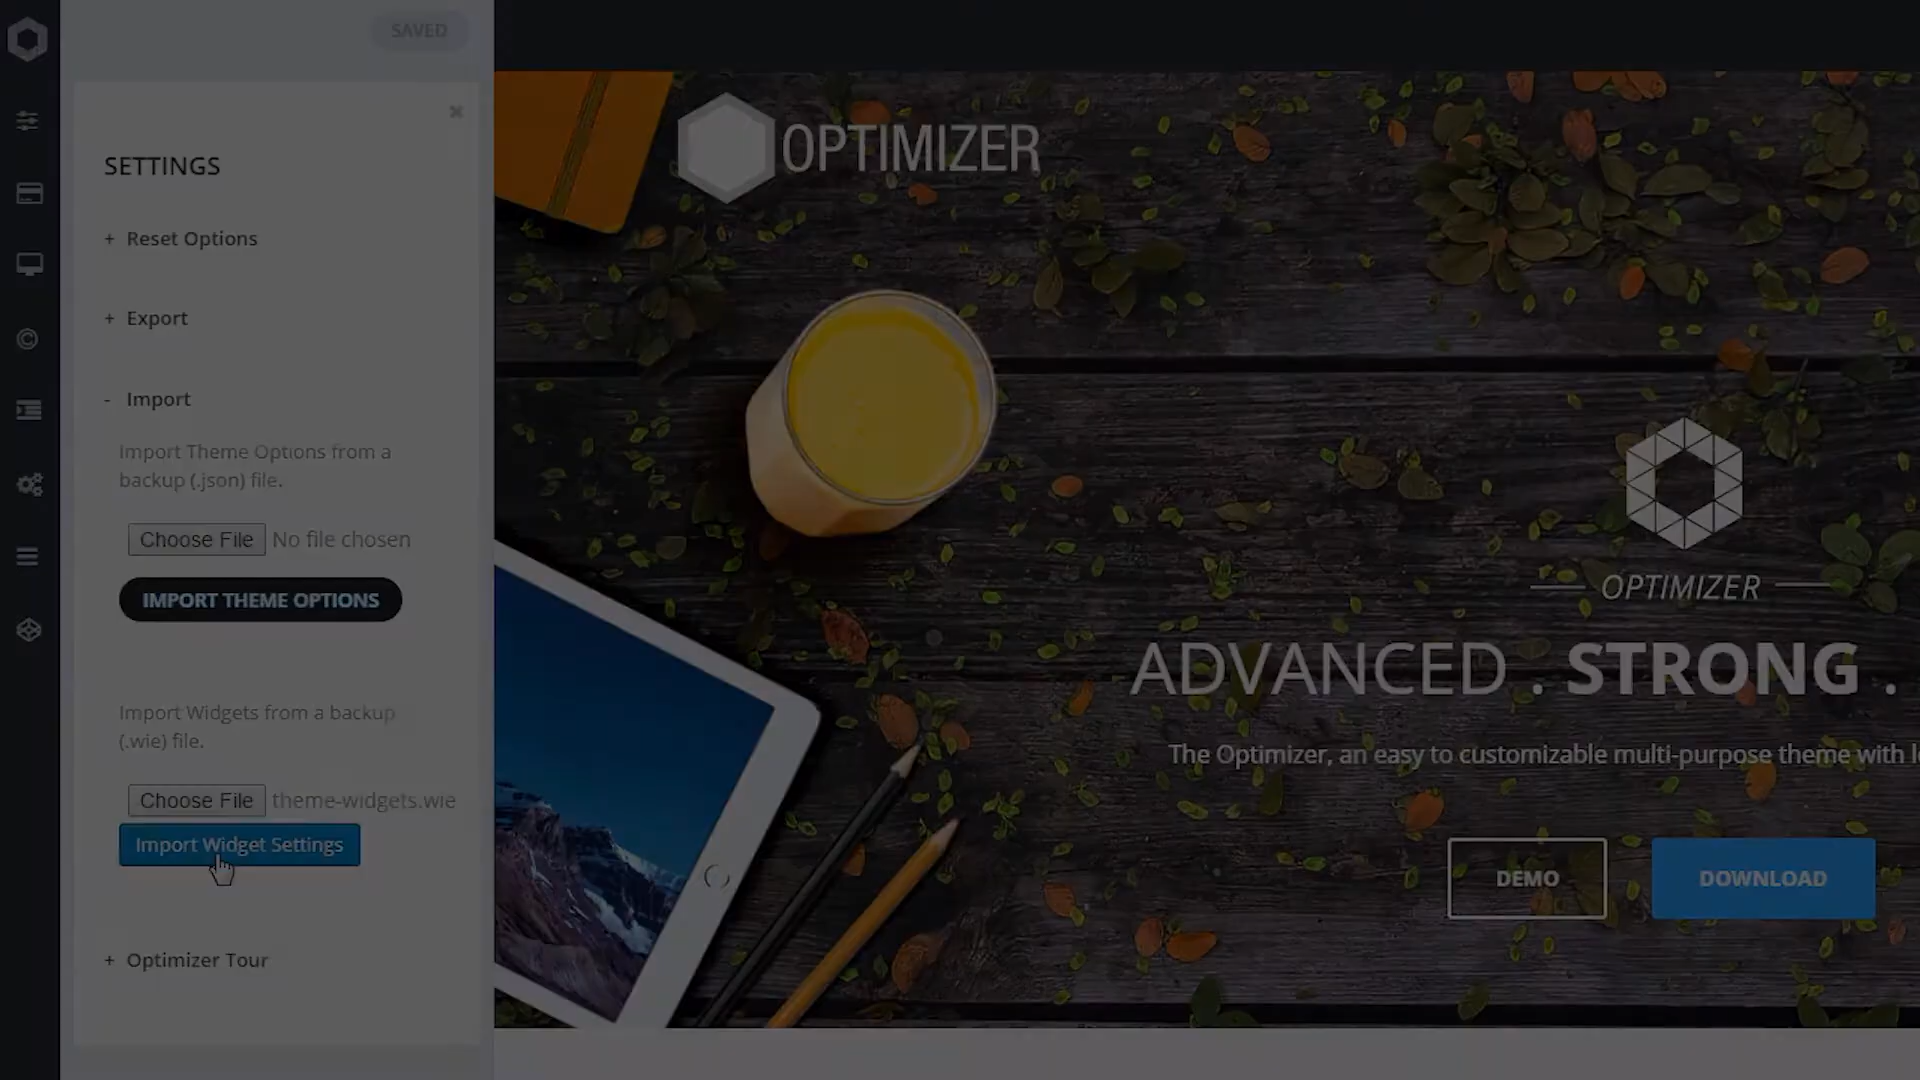 SAVED
SETTINGS
+ Reset Options
+ Export
- Import
Import Theme Options from a
backup (.json) file.
Choose File No file chosen
IMPORT THEME OPTIONS
Import Widgets from a backup
(.wie) file.
Choose File theme-widgets.wie
Import Widget Settings
+ Optimizer Tour
OPTIMIZER
OPTIMIZER
ADVANCED . STRONG .
The Optimizer, an easy to customizable multi-purpose theme with
DEMO
DOWNLOAD